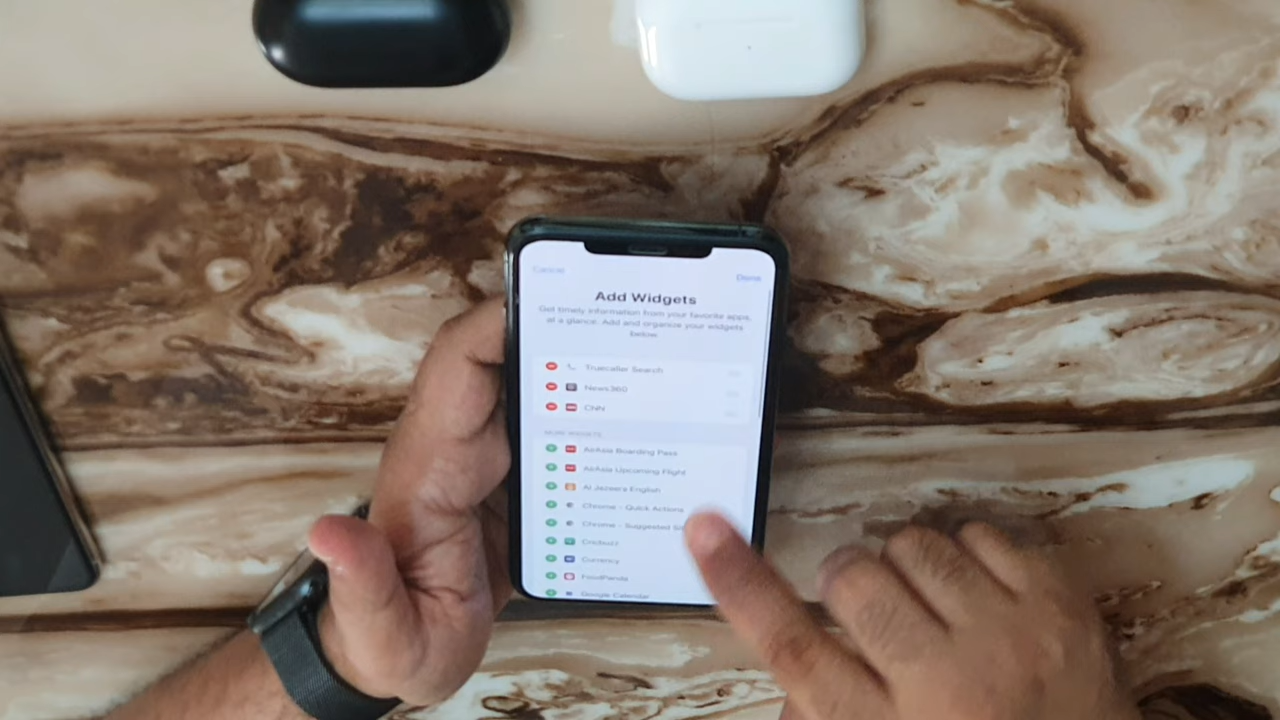 Cancel
Done
Add Widgets
Get timely information from your favorite apps,
at a glance. Add and organize your widgets
below.
Truecaller Search
News360
CNN
MORE WIDGETS
AirAsia Boarding Pass
AirAsia Upcoming Flight
Al Jazeera English
Chrome - Quick Actions
Chrome - Suggested
Cricbuzz
Currency
FoodPanda
Google Calendar